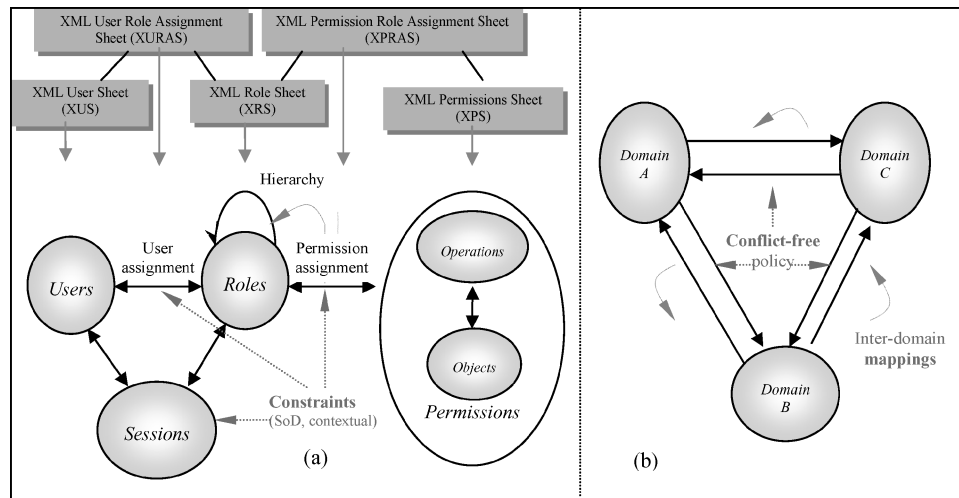 XML User Role Assignment
Sheet (XURAS)
XML Permission Role Assignment Sheet
(XPRAS)
XML User Sheet
(XUS)
XML Role Sheet
(XRS)
XML Permissions Sheet
(XPS)
Hierarchy
User
assignment
Permission
assignment
Users
Roles
Operations
Objects
Permissions
Sessions
Constraints
(SoD, contextual)
(a)
Domain
A
Domain
C
Conflict-free
policy
Inter-domain
mappings
Domain
B
(b)